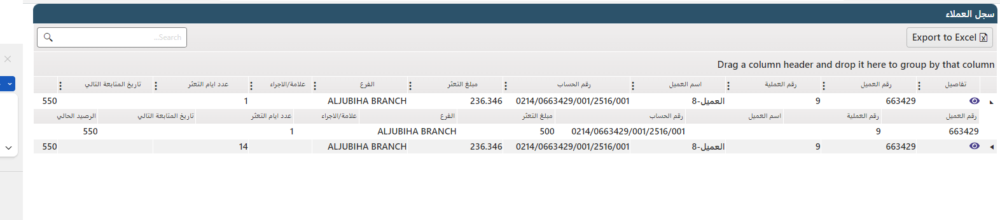 سجل العملاء
Export to Excel Search...
Drag a column header and drop it here to group by that column
تفاصيل رقم العميل رقم العملية اسم العميل رقم الحساب مبلغ التعثر الفرع علامة/الاجراء عدد ايام التعثر تاريخ المتابعة التالي
663429 9 العميل-8 0214/0663429/001/2516/001 236.346 ALJUBIHA BRANCH 1 550
رقم العميل رقم العملية اسم العميل رقم الحساب مبلغ التعثر الفرع علامة/الاجراء عدد ايام التعثر تاريخ المتابعة التالي الرصيد الحالي
663429 9 0214/0663429/001/2516/001 500 ALJUBIHA BRANCH 1 550
663429 9 العميل-8 0214/0663429/001/2516/001 236.346 ALJUBIHA BRANCH 14 550